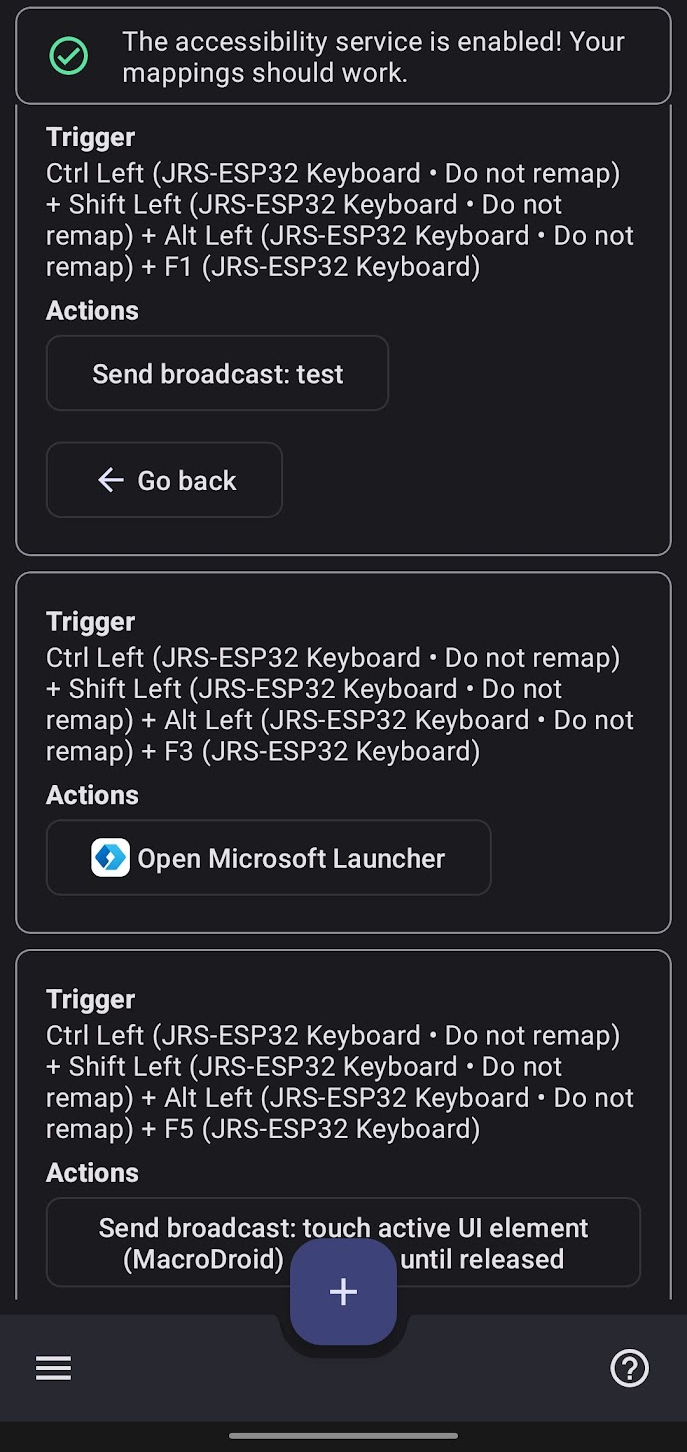 The accessibility service is enabled! Your
mappings should work.
Trigger
Ctrl Left (JRS-ESP32 Keyboard • Do not remap)
+ Shift Left (JRS-ESP32 Keyboard • Do not
remap) + Alt Left (JRS-ESP32 Keyboard • Do not
remap) + F1 (JRS-ESP32 Keyboard)
Actions
Send broadcast: test
Go back
Trigger
Ctrl Left (JRS-ESP32 Keyboard • Do not remap)
+ Shift Left (JRS-ESP32 Keyboard • Do not
remap) + Alt Left (JRS-ESP32 Keyboard • Do not
remap) + F3 (JRS-ESP32 Keyboard)
Actions
Open Microsoft Launcher
Trigger
Ctrl Left (JRS-ESP32 Keyboard • Do not remap)
+ Shift Left (JRS-ESP32 Keyboard • Do not
remap) + Alt Left (JRS-ESP32 Keyboard • Do not
remap) + F5 (JRS-ESP32 Keyboard)
Actions
Send broadcast: touch active UI element
(MacroDroid) until released